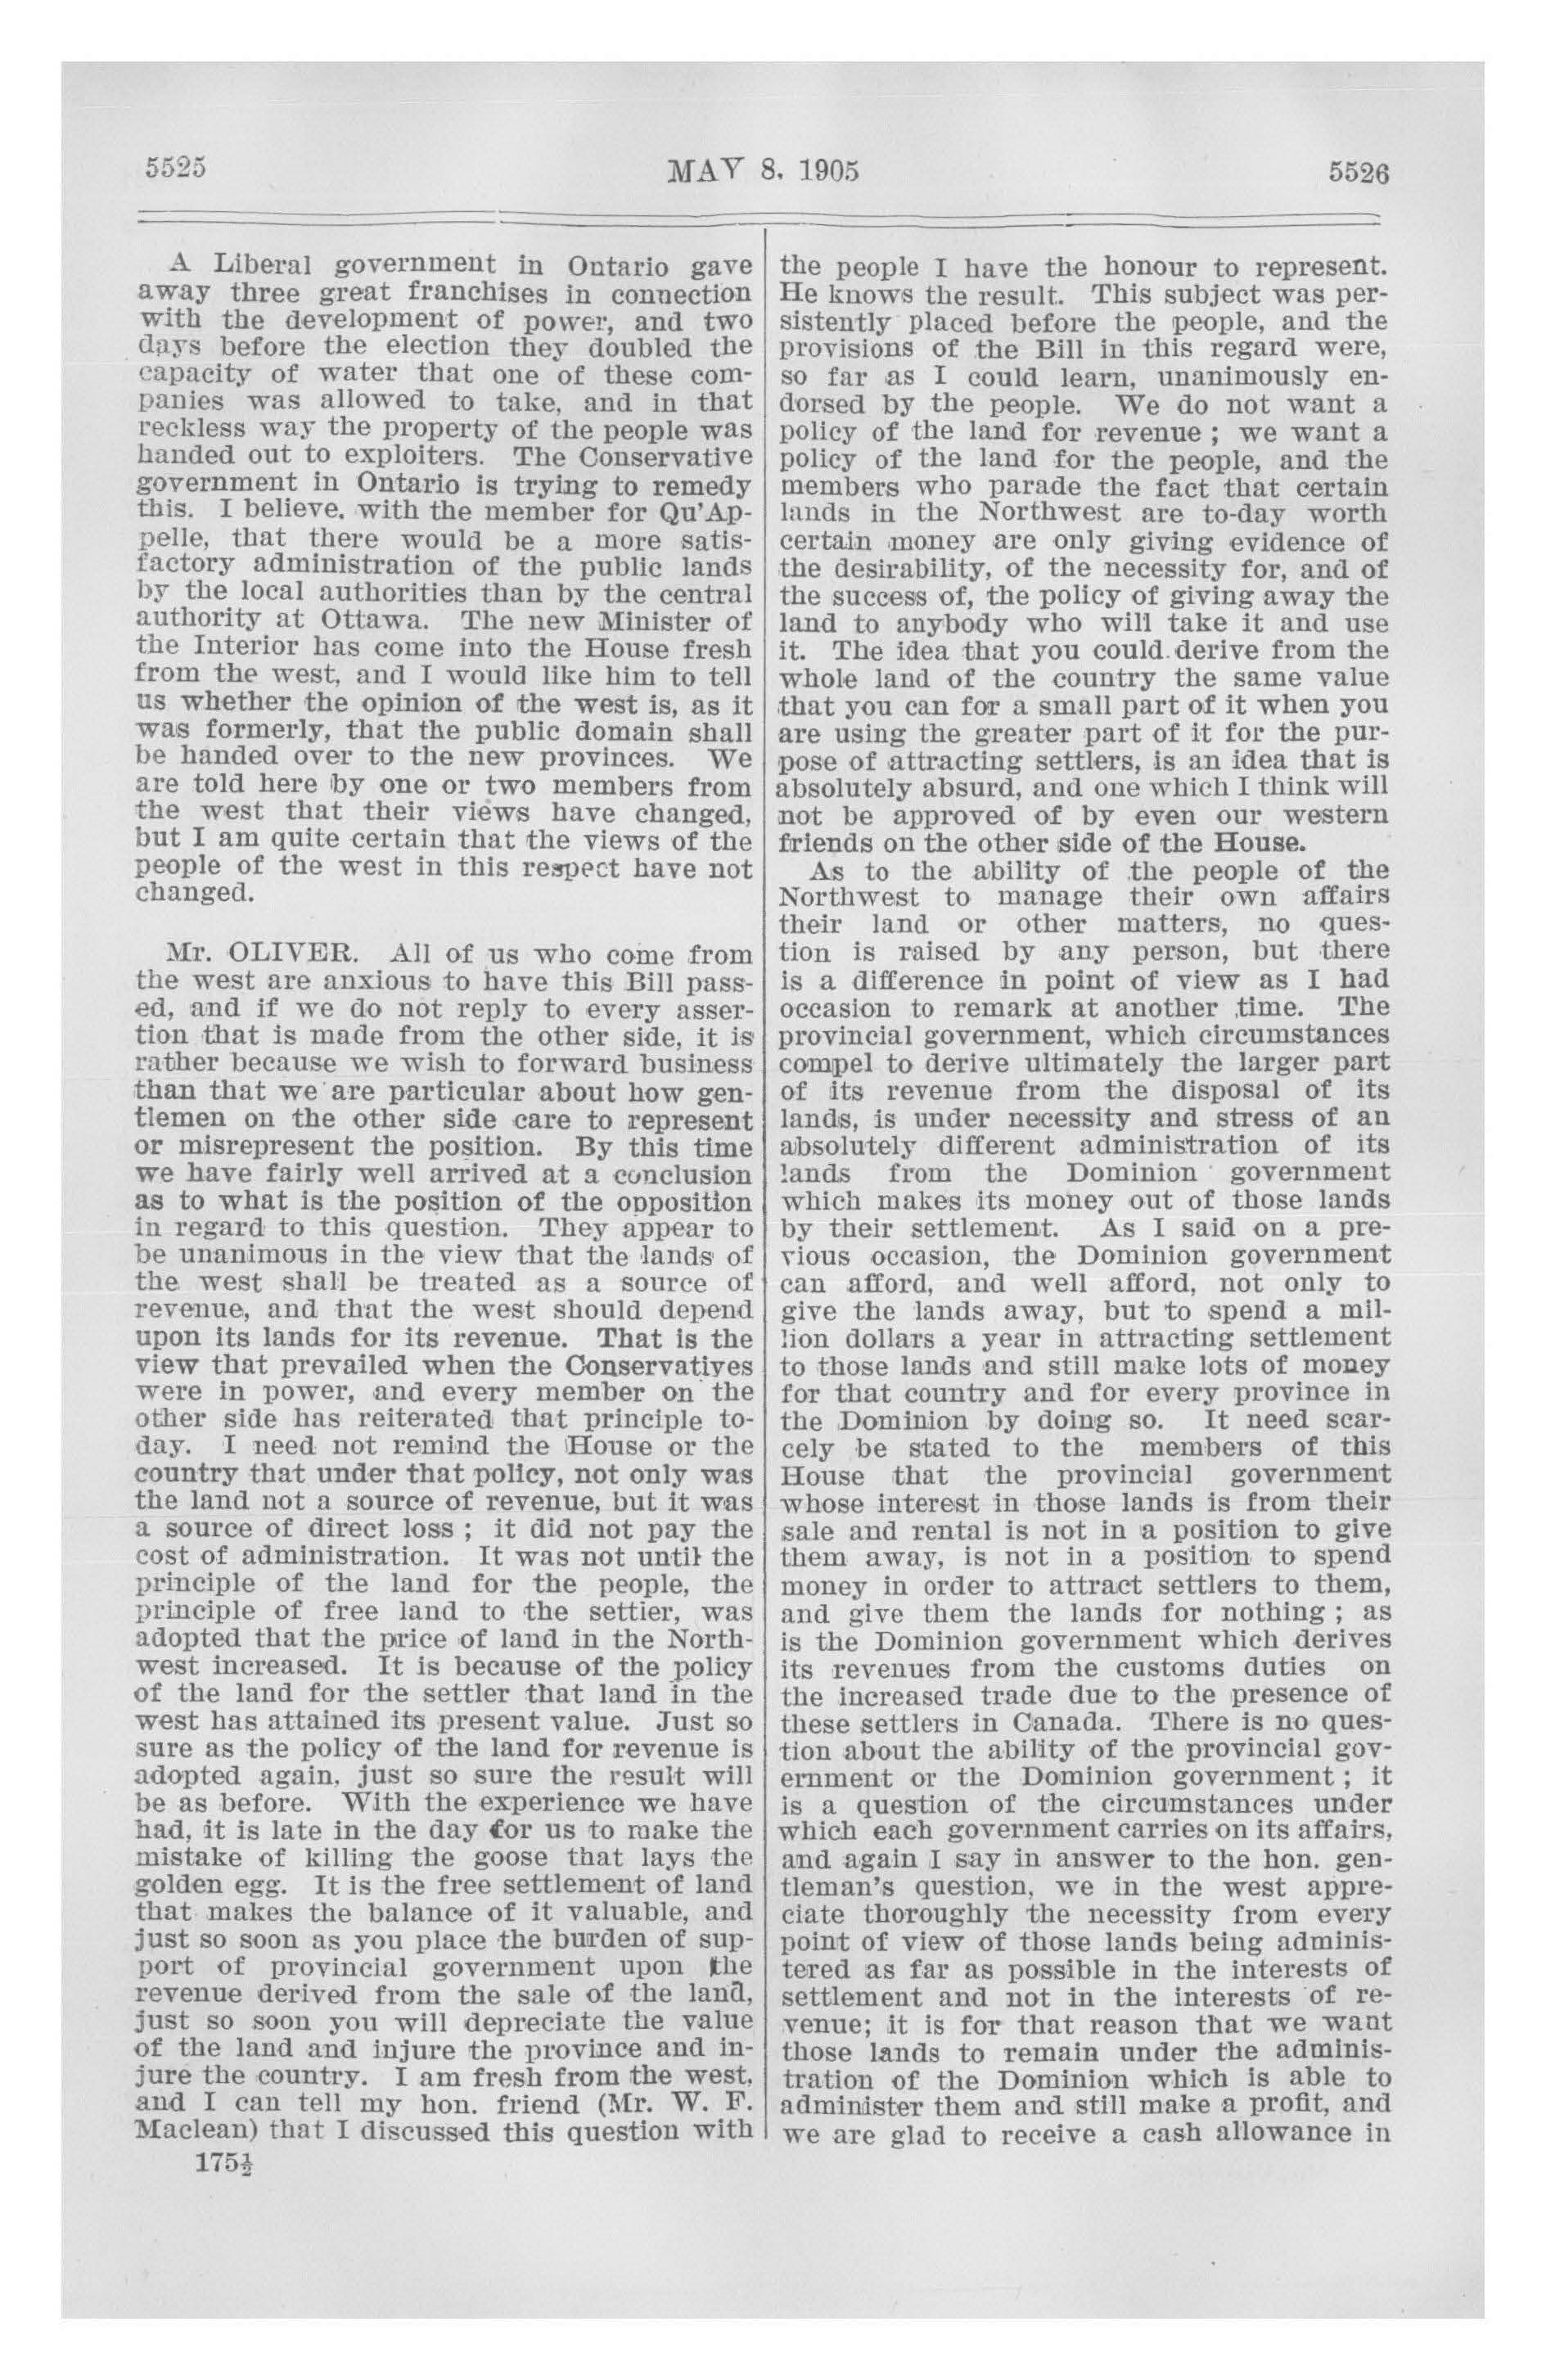 5525
MAY 8, 1905
5526
A Liberal government in Ontario gave
away three great franchises in connection
with the development of power, and two
days before the election they doubled the
capacity of water that one of these com-
panies was allowed to take, and in that
reckless way the property of the people was
handed out to exploiters. The Conservative
government in Ontario is trying to remedy
this. I believe, with the member for Qu'Ap-
pelle, that there would be a more satis-
factory administration of the public lands
by the local authorities than by the central
authority at Ottawa. The new Minister of
the Interior has come into the House fresh
from the west, and I would like him to tell
us whether the opinion of the west is, as it
was formerly, that the public domain shall
be handed over to the new provinces. We
are told here by one or two members from
the west that their views have changed,
but I am quite certain that the views of the
people of the west in this respect have not
changed.
Mr. OLIVER. All of us who come from
the west are anxious to have this Bill pass-
ed, and if we do not reply to every asser-
tion that is made from the other side, it is
rather because we wish to forward business
than that we are particular about how gen-
tlemen on the other side care to represent
or misrepresent the position. By this time
we have fairly well arrived at a conclusion
as to what is the position of the opposition
in regard to this question. They appear to
be unanimous in the view that the lands of
the west shall be treated as a source of
revenue, and that the west should depend
upon its lands for its revenue. That is the
view that prevailed when the Conservatives
were in power, and every member on the
other side has reiterated that principle to-
day. I need not remind the House or the
country that under that policy, not only was
the land not a source of revenue, but it was
a source of direct loss ; it did not pay the
cost of administration. It was not until the
principle of the land for the people, the
principle of free land to the settier, was
adopted that the price of land in the North-
west increased. It is because of the policy
of the land for the settler that land in the
west has attained its present value. Just so
sure as the policy of the land for revenue is
adopted again, just so sure the result will
be as before. With the experience we have
had, it is late in the day for us to make the
mistake of killing the goose that lays the
golden egg. It is the free settlement of land
that makes the balance of it valuable, and
just so soon as you place the burden of sup-
port of provincial government upon the
revenue derived from the sale of the land,
just so soon you will depreciate the value
of the land and injure the province and in-
jure the country. I am fresh from the west,
and I can tell my hon. friend (Mr. W. F.
Maclean) that I discussed this question with
175½
the people I have the honour to represent.
He knows the result. This subject was per-
sistently placed before the people, and the
provisions of the Bill in this regard were,
so far as I could learn, unanimously en-
dorsed by the people. We do not want a
policy of the land for revenue ; we want a
policy of the land for the people, and the
members who parade the fact that certain
lands in the Northwest are to-day worth
certain money are only giving evidence of
the desirability, of the necessity for, and of
the success of, the policy of giving away the
land to anybody who will take it and use
it. The idea that you could derive from the
whole land of the country the same value
that you can for a small part of it when you
are using the greater part of it for the pur-
pose of attracting settlers, is an idea that is
absolutely absurd, and one which I think will
not be approved of by even our western
friends on the other side of the House.
As to the ability of the people of the
Northwest to manage their own affairs
their land or other matters, no ques-
tion is raised by any person, but there
is a difference in point of view as I had
occasion to remark at another time. The
provincial government, which circumstances
compel to derive ultimately the larger part
of its revenue from the disposal of its
lands, is under necessity and stress of an
absolutely different administration of its
lands from the Dominion government
which makes its money out of those lands
by their settlement. As I said on a pre-
vious occasion, the Dominion government
can afford, and well afford, not only to
give the lands away, but to spend a mil-
lion dollars a year in attracting settlement
to those lands and still make lots of money
for that country and for every province in
the Dominion by doing so. It need scar-
cely be stated to the members of this
House that the provincial government
whose interest in those lands is from their
sale and rental is not in a position to give
them away, is not in a position to spend
money in order to attract settlers to them,
and give them the lands for nothing ; as
is the Dominion government which derives
its revenues from the customs duties on
the increased trade due to the presence of
these settlers in Canada. There is no ques-
tion about the ability of the provincial gov-
ernment or the Dominion government ; it
is a question of the circumstances under
which each government carries on its affairs,
and again I say in answer to the hon. gen-
tleman's question, we in the west appre-
ciate thoroughly the necessity from every
point of view of those lands being adminis-
tered as far as possible in the interests of
settlement and not in the interests of re-
venue; it is for that reason that we want
those lands to remain under the adminis-
tration of the Dominion which is able to
administer them and still make a profit, and
we are glad to receive a cash allowance in